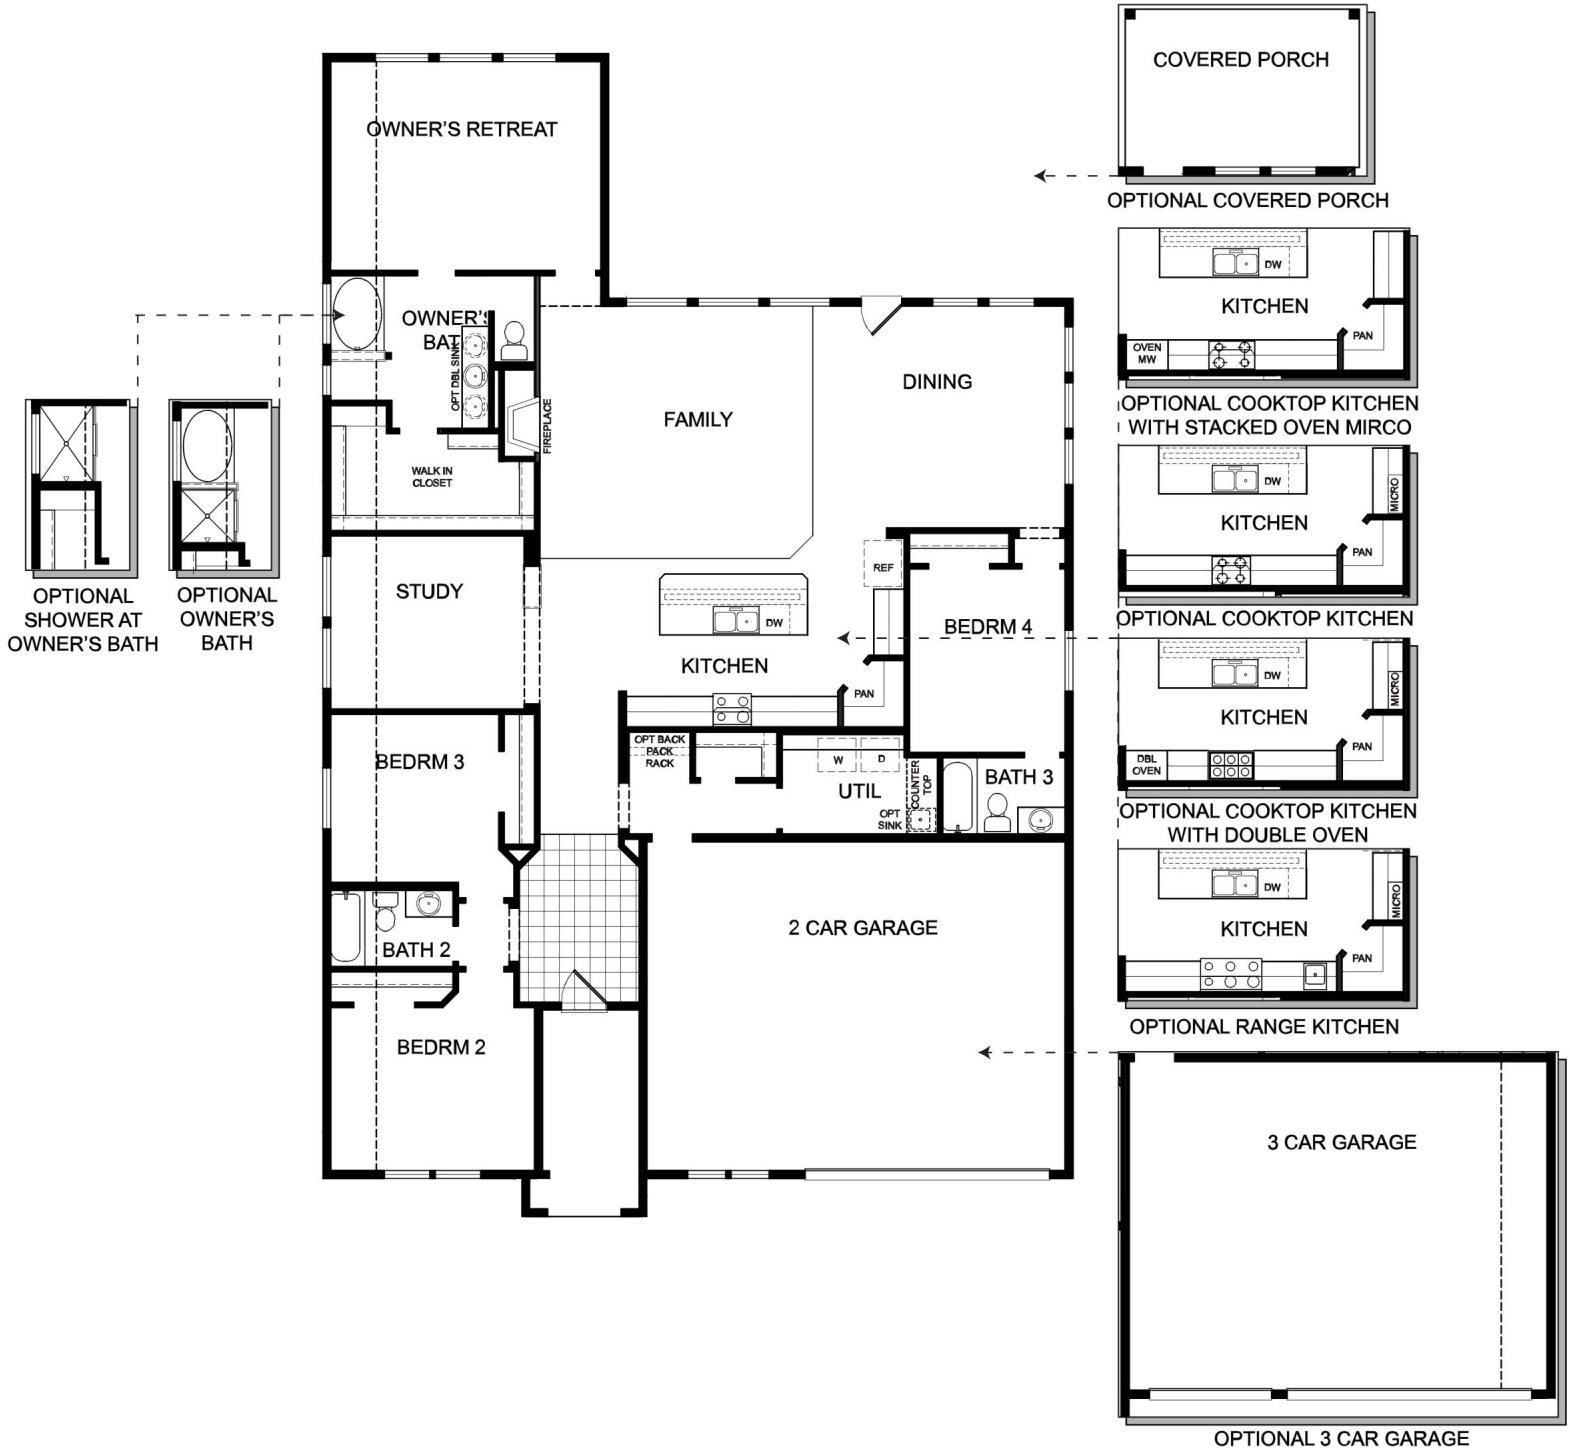 COVERED PORCH
OPTIONAL COVERED PORCH
OWNER'S RETREAT
OWNER'S
BAT
OPT DBL SINK
FIREPLACE
WALK IN
CLOSET
FAMILY
DINING
STUDY
REF
DW
KITCHEN
PAN
BEDRM 4
BEDRM 3
OPT BACK
PACK
RACK
W
D
UTIL
COUNTER
TOP
OPT
SINK
BATH 3
BATH 2
2 CAR GARAGE
BEDRM 2
OPTIONAL
SHOWER AT
OWNER'S BATH
OPTIONAL
OWNER'S
BATH
DW
KITCHEN
PAN
OVEN
MW
OPTIONAL COOKTOP KITCHEN
WITH STACKED OVEN MIRCO
DW
MICRO
KITCHEN
PAN
OPTIONAL COOKTOP KITCHEN
DW
MICRO
KITCHEN
PAN
DBL
OVEN
OPTIONAL COOKTOP KITCHEN
WITH DOUBLE OVEN
DW
MICRO
KITCHEN
PAN
OPTIONAL RANGE KITCHEN
3 CAR GARAGE
OPTIONAL 3 CAR GARAGE